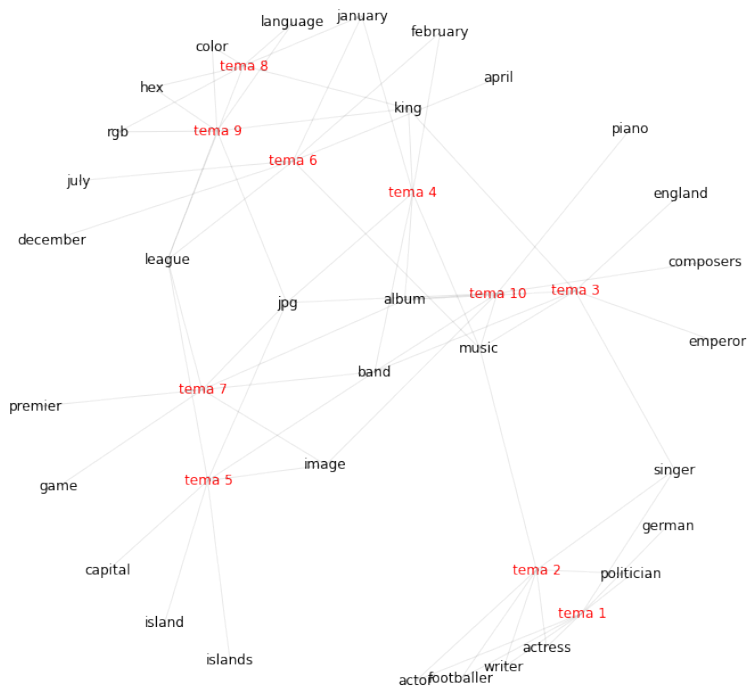 january
language
february
color
tema 8
april
hex
king
piano
rgb
tema 9
tema 6
july
tema 4
england
december
league
composers
tema 10
tema 3
jpg
album
emperor
music
band
tema 7
premier
image
singer
tema 5
game
german
capital
tema 2
politician
tema 1
island
actress
islands
writer
footballer
actor